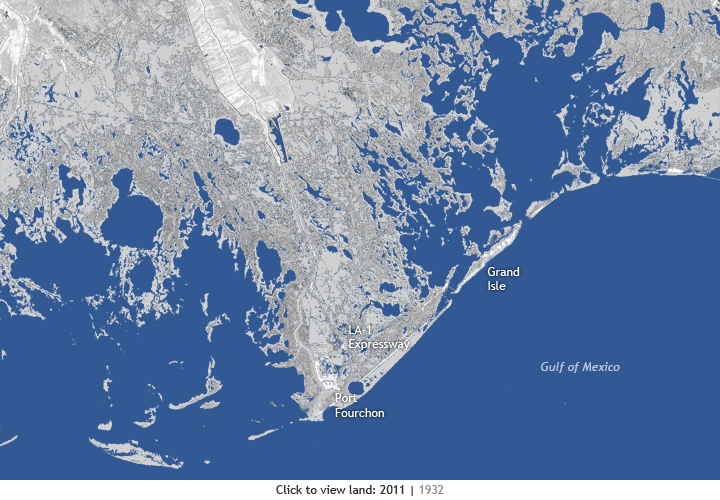 Grand
Isle
LA-1
Expressway
Gulf of Mexico
Port
Fourchon
Click to view land: 2011 | 1932